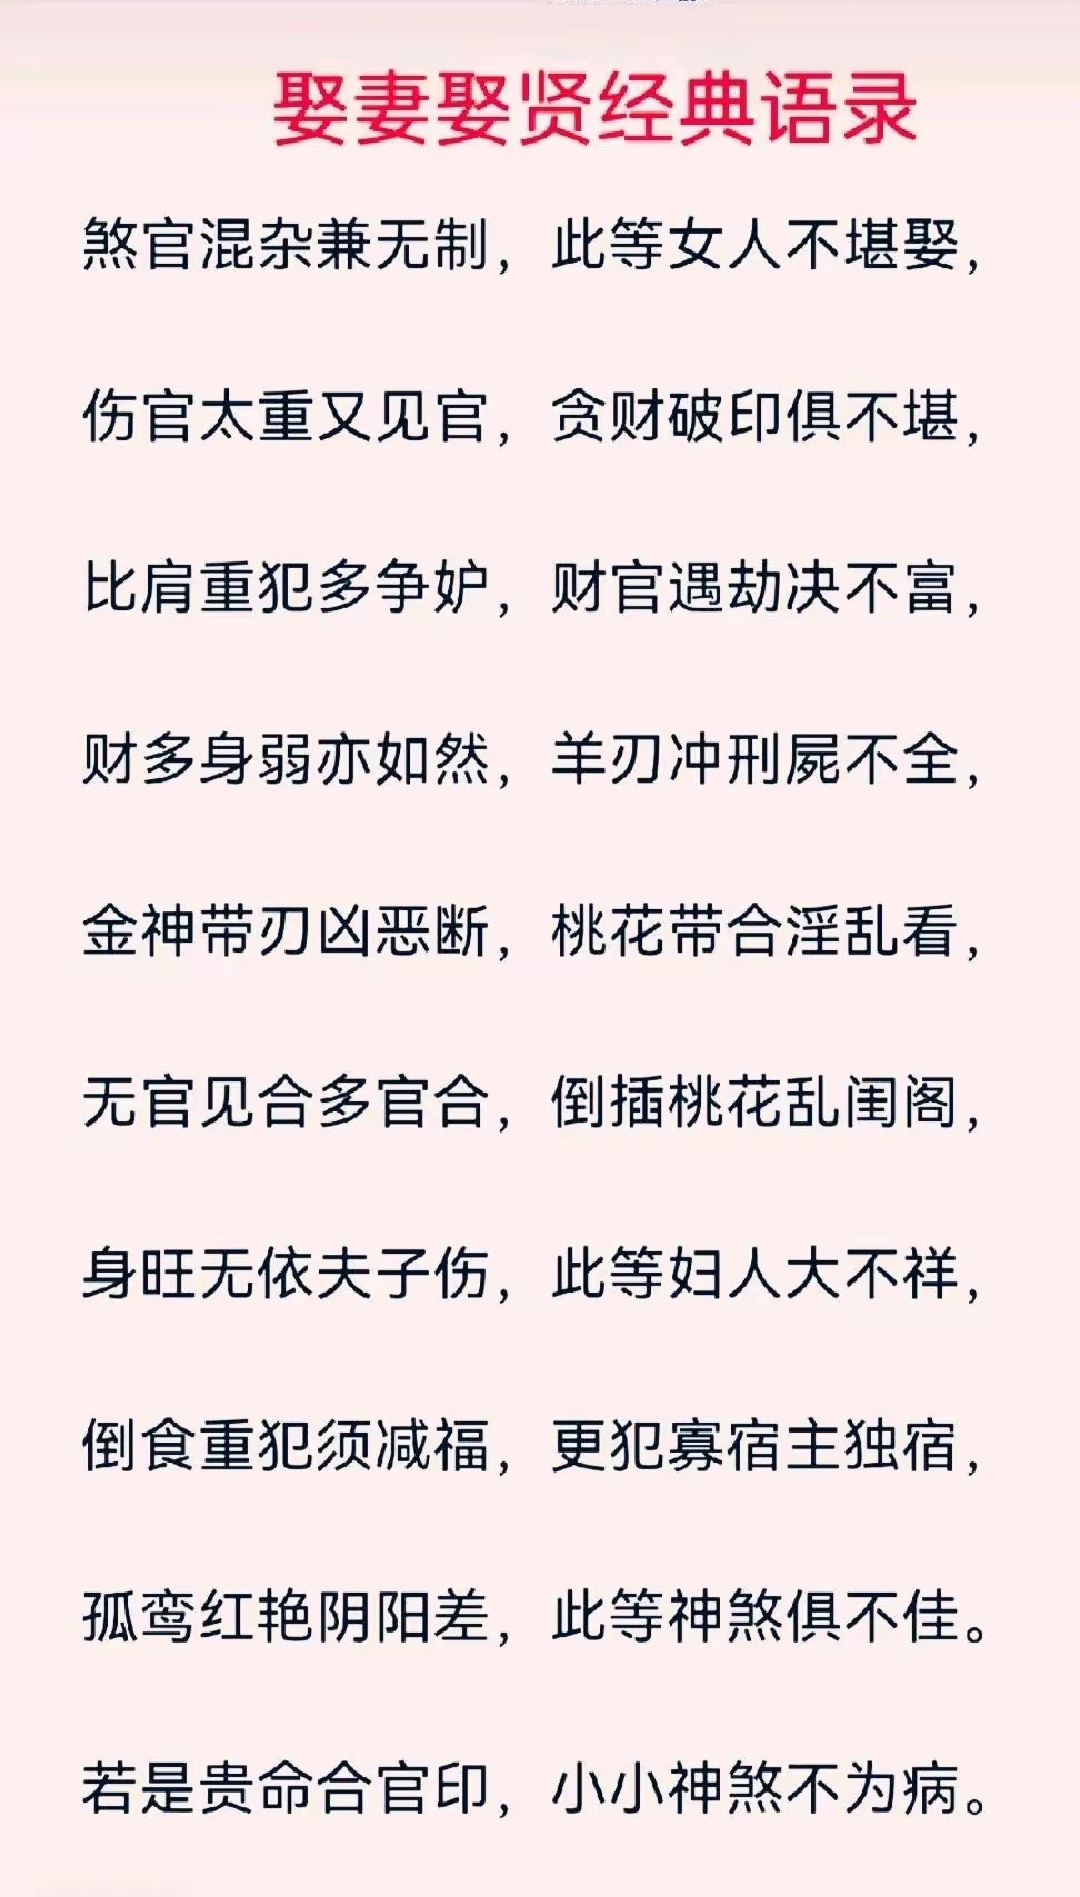 娶妻娶贤经典语录
煞官混杂兼无制，此等女人不堪娶，
伤官太重又见官，贪财破印俱不堪，
比肩重犯多争妒，财官遇劫决不富，
财多身弱亦如然，羊刃冲刑屍不全，
金神带刃凶恶断，桃花带合淫乱看，
无官见合多官合，倒插桃花乱闺阁，
身旺无依夫子伤，此等妇人大不祥，
倒食重犯须减福，更犯寡宿主独宿，
孤鸾红艳阴阳差，此等神煞俱不佳。
若是贵命合官印，小小神煞不为病。